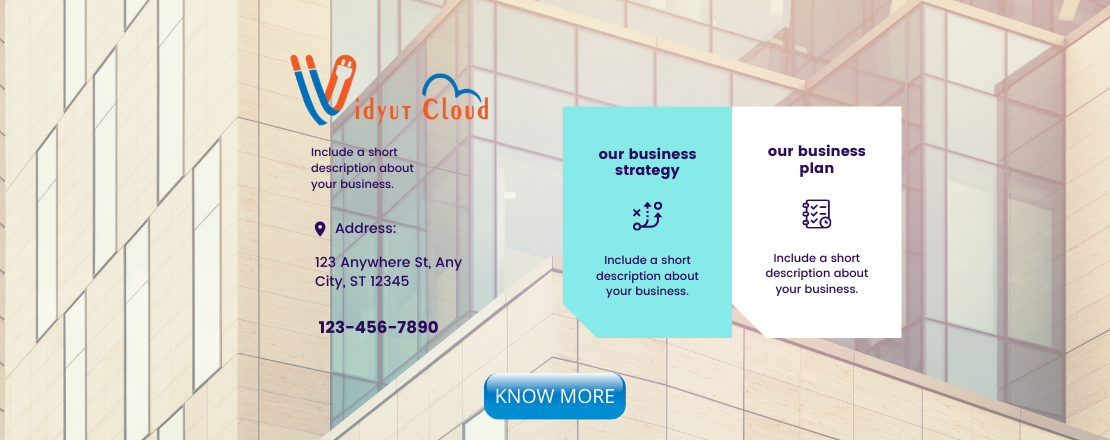 Vidyut Cloud
Include a short
description about
your business.
Address:
123 Anywhere St, Any
City, ST 12345
123-456-7890
our business
strategy
Include a short
description about
your business.
our business
plan
Include a short
description about
your business.
KNOW MORE